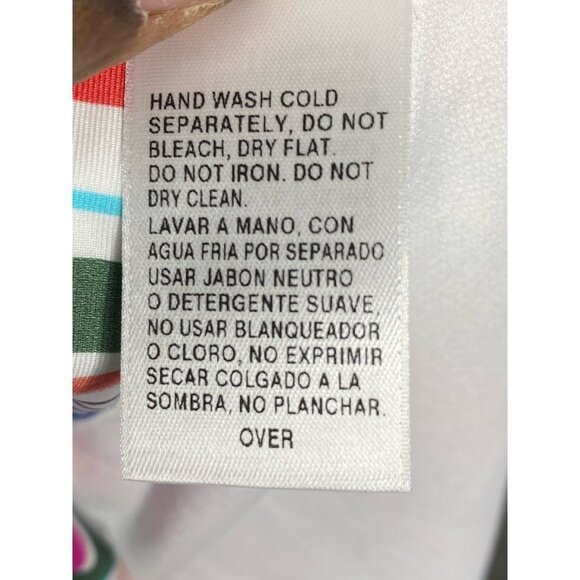 HAND WASH COLD
SEPARATELY, DO NOT
BLEACH, DRY FLAT.
DO NOT IRON. DO NOT
DRY CLEAN.
LAVAR A MANO, CON
AGUA FRIA POR SEPARADO
USAR JABON NEUTRO
O DETERGENTE SUAVE,
NO USAR BLANQUEADOR
O CLORO, NO EXPRIMIR
SECAR COLGADO A LA
SOMBRA, NO PLANCHAR.
OVER